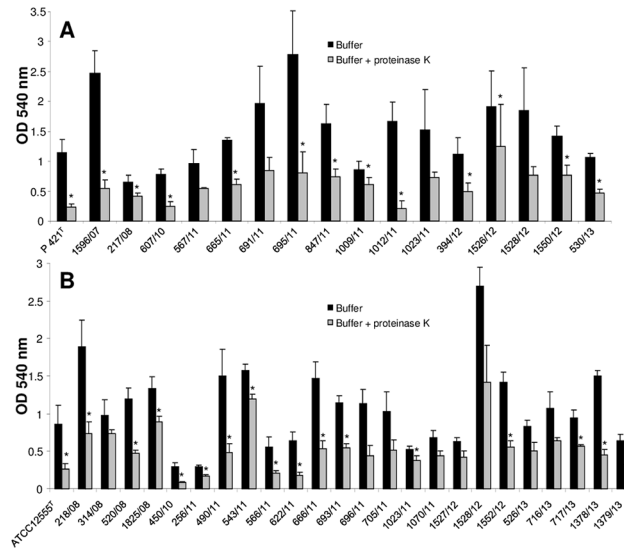 A
3.5
3
2.5
2
1.5
1
0.5
0
OD 540 nm
Buffer
Buffer + proteinase K
* * * * * * * * * * * * *
P 421T 1596/07 217/08 607/10 567/11 665/11 691/11 695/11 847/11 1009/11 1012/11 1023/11 394/12 1526/12 1528/12 1550/12 530/13
B
3
2.5
2
1.5
1
0.5
0
OD 540 nm
Buffer
Buffer + proteinase K
* * * * * * * * * * * * * * * *
ATCC12555T 218/08 314/08 520/08 1825/08 450/10 256/11 490/11 543/11 566/11 622/11 666/11 693/11 696/11 705/11 1023/11 1070/11 1527/12 1528/12 1552/12 526/13 716/13 717/13 1378/13 1379/13